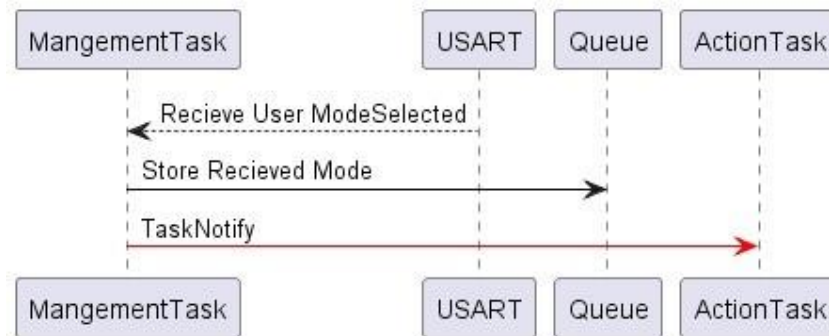 MangementTask
USART
Queue
ActionTask
Recieve User ModeSelected
Store Recieved Mode
TaskNotify
MangementTask
USART
Queue
ActionTask